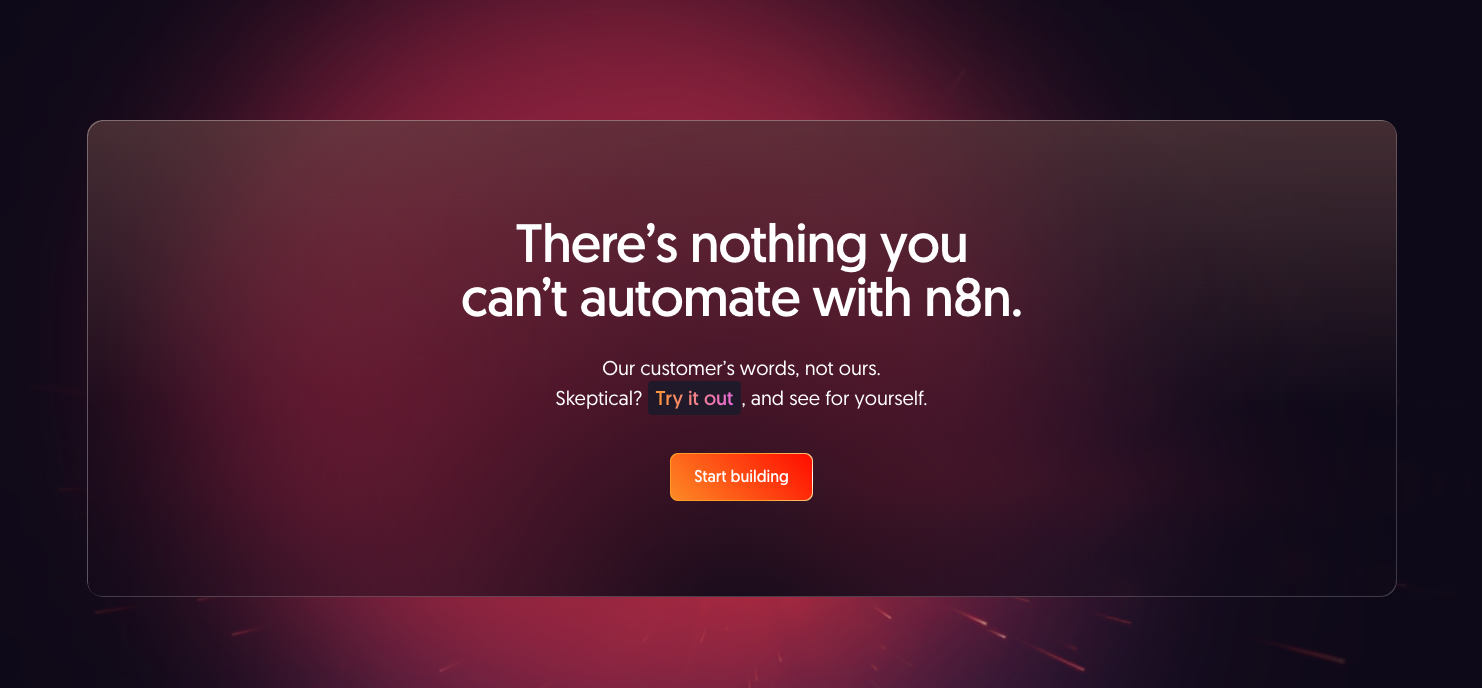 There’s nothing you
can’t automate with n8n.
Our customer’s words, not ours.
Skeptical? Try it out, and see for yourself.
Start building